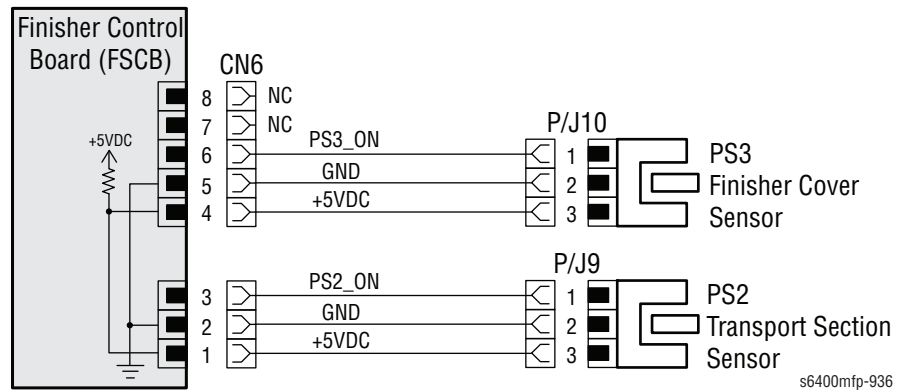 Finisher Control
Board (FSCB)
CN6
8 NC
7 NC
+5VDC
P/J10
6 PS3_ON 1 PS3
5 GND 2 Finisher Cover
4 +5VDC 3 Sensor
P/J9
3 PS2_ON 1 PS2
2 GND 2 Transport Section
1 +5VDC 3 Sensor
s6400mfp-936